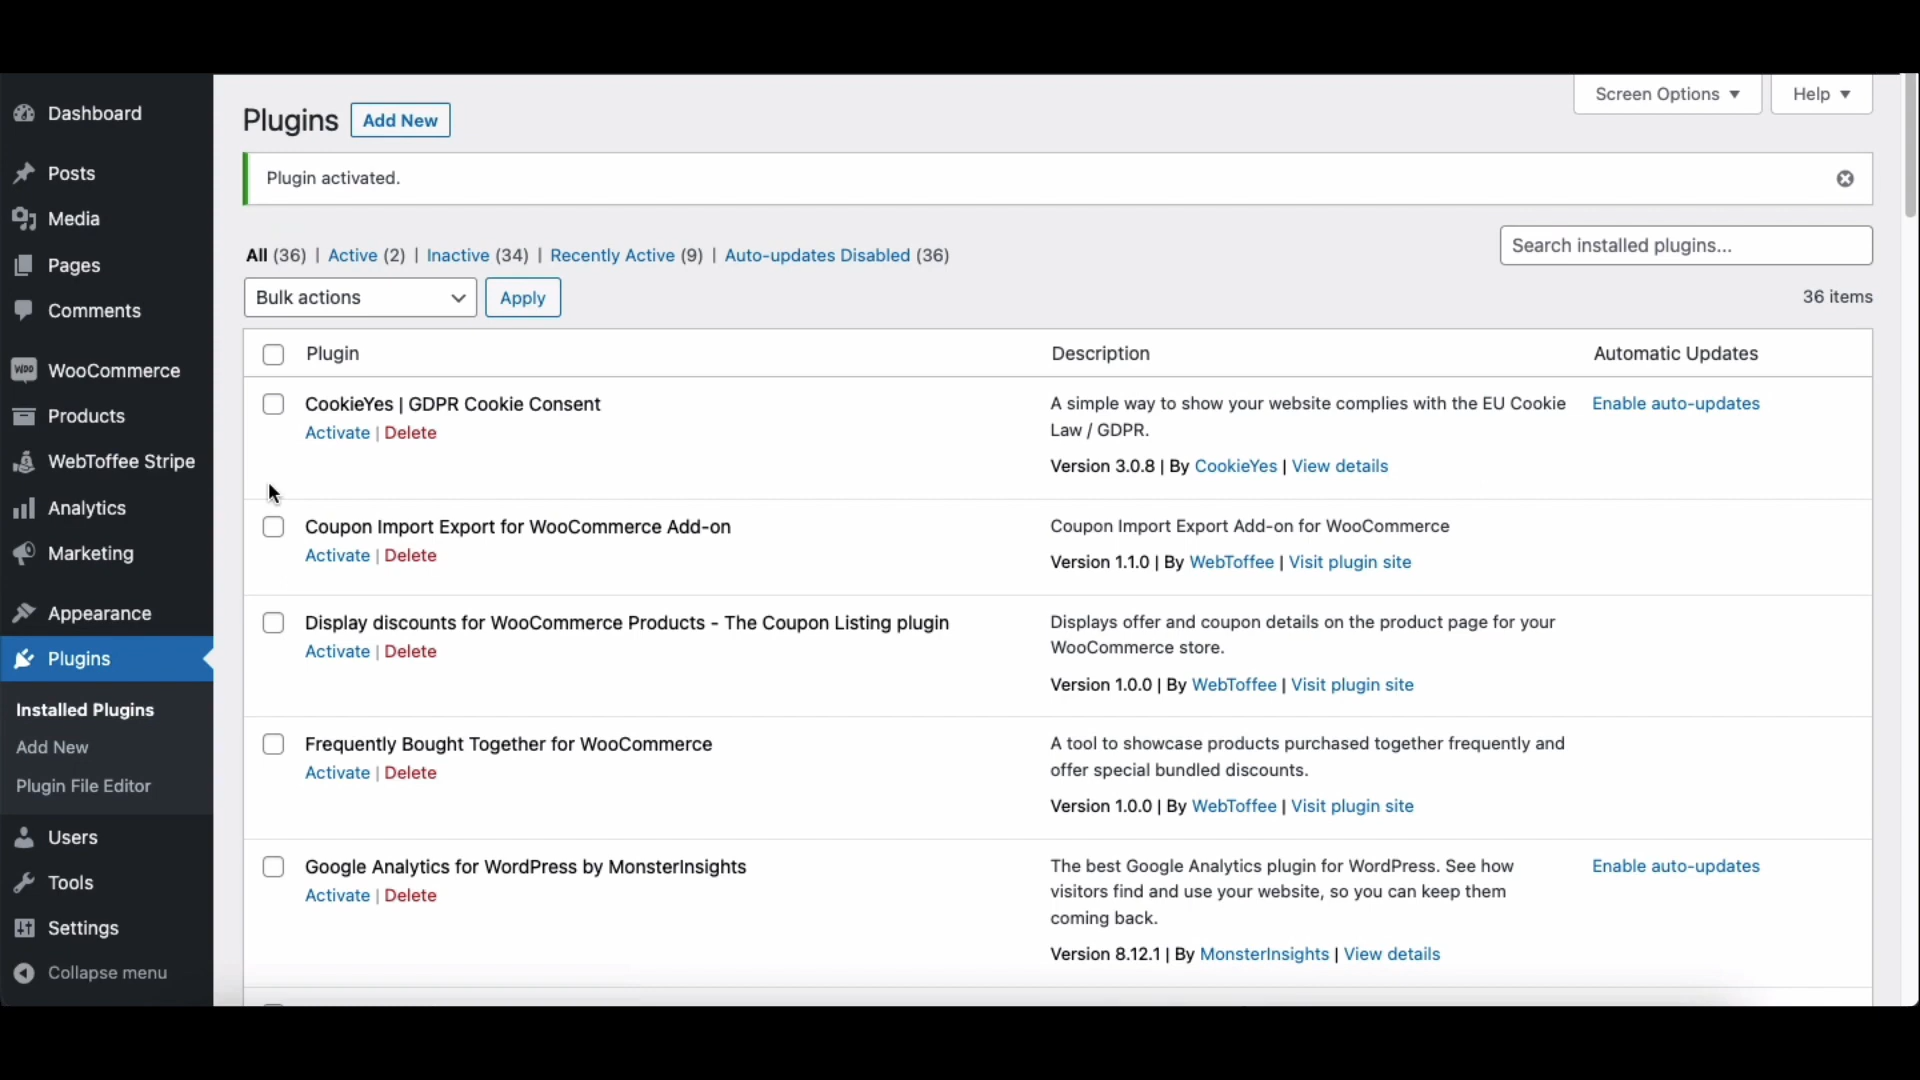 Dashboard
Posts
Media
Pages
Comments
Woo WooCommerce
Products
WebToffee Stripe
Analytics
Marketing
Appearance
Plugins
Installed Plugins
Add New
Plugin File Editor
Users
Tools
Settings
Collapse menu
Screen Options Help
Plugins Add New
Plugin activated.
All (36) | Active (2) | Inactive (34) | Recently Active (9) | Auto-updates Disabled (36)
Search installed plugins...
Bulk actions Apply
36 items
Plugin Description Automatic Updates
CookieYes | GDPR Cookie Consent
Activate | Delete
A simple way to show your website complies with the EU Cookie
Law / GDPR.
Version 3.0.8 | By CookieYes | View details
Enable auto-updates
Coupon Import Export for WooCommerce Add-on
Activate | Delete
Coupon Import Export Add-on for WooCommerce
Version 1.1.0 | By WebToffee | Visit plugin site
Display discounts for WooCommerce Products - The Coupon Listing plugin
Activate | Delete
Displays offer and coupon details on the product page for your
WooCommerce store.
Version 1.0.0 | By WebToffee | Visit plugin site
Frequently Bought Together for WooCommerce
Activate | Delete
A tool to showcase products purchased together frequently and
offer special bundled discounts.
Version 1.0.0 | By WebToffee | Visit plugin site
Google Analytics for WordPress by MonsterInsights
Activate | Delete
The best Google Analytics plugin for WordPress. See how
visitors find and use your website, so you can keep them
coming back.
Version 8.12.1 | By MonsterInsights | View details
Enable auto-updates